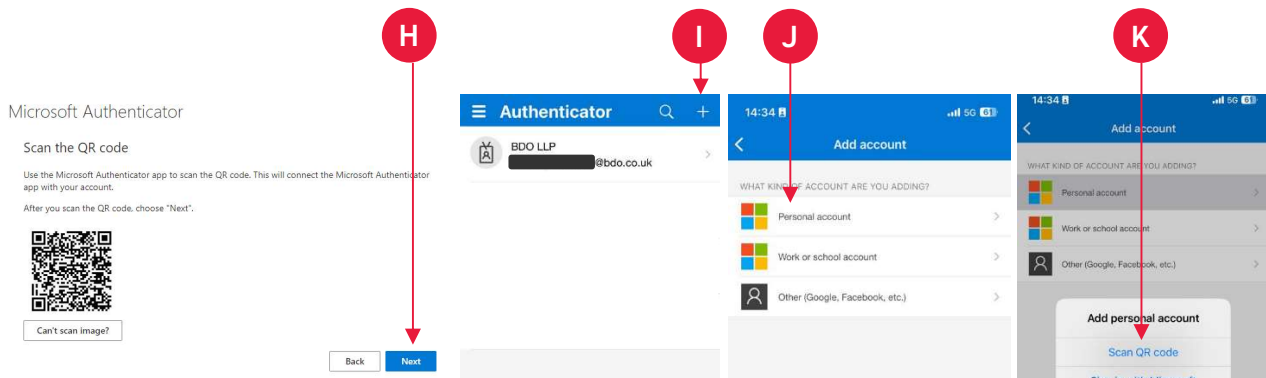 H
I
J
K
Microsoft Authenticator
Scan the QR code
Use the Microsoft Authenticator app to scan the QR code. This will connect the Microsoft Authenticator
app with your account.
After you scan the QR code, choose "Next".
Can't scan image?
Back
Next
Authenticator
BDO LLP
@bdo.co.uk
14:34
5G 61
Add account
WHAT KIND OF ACCOUNT ARE YOU ADDING?
Personal account
Work or school account
Other (Google, Facebook, etc.)
14:34
5G 61
Add account
WHAT KIND OF ACCOUNT ARE YOU ADDING?
Personal account
Work or school account
Other (Google, Facebook, etc.)
Add personal account
Scan QR code